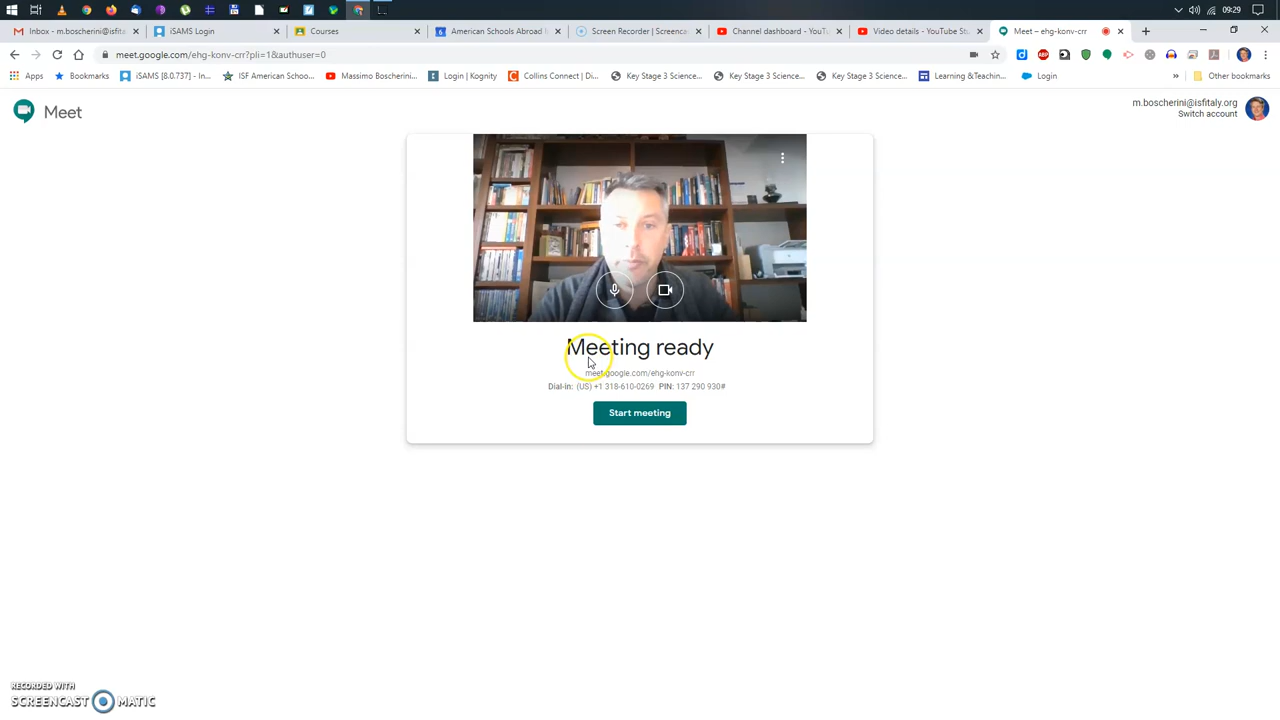 09:29
Inbox - m.boscherini@isfita
iSAMS Login
Courses
American Schools Abroad
Screen Recorder | Screenca
Channel dashboard - YouTu
Video details - YouTube Stu
Meet – ehg-konv-crr
meet.google.com/ehg-konv-crr?pli=1&authuser=0
Apps
Bookmarks
iSAMS [8.0.737] - in...
ISF American Schoo...
Massimo Boscherini...
Login | Kognity
Collins Connect | Di...
Key Stage 3 Science...
Key Stage 3 Science...
Key Stage 3 Science...
Learning &Teachin...
Login
»
Other bookmarks
Meet
m.boscherini@isfitaly.org
Switch account
Meeting ready
meet.google.com/ehg-konv-crr
Dial-in: (US) +1 318-610-0269 PIN: 137 290 930#
Start meeting
RECORDED WITH
SCREENCAST MATIC